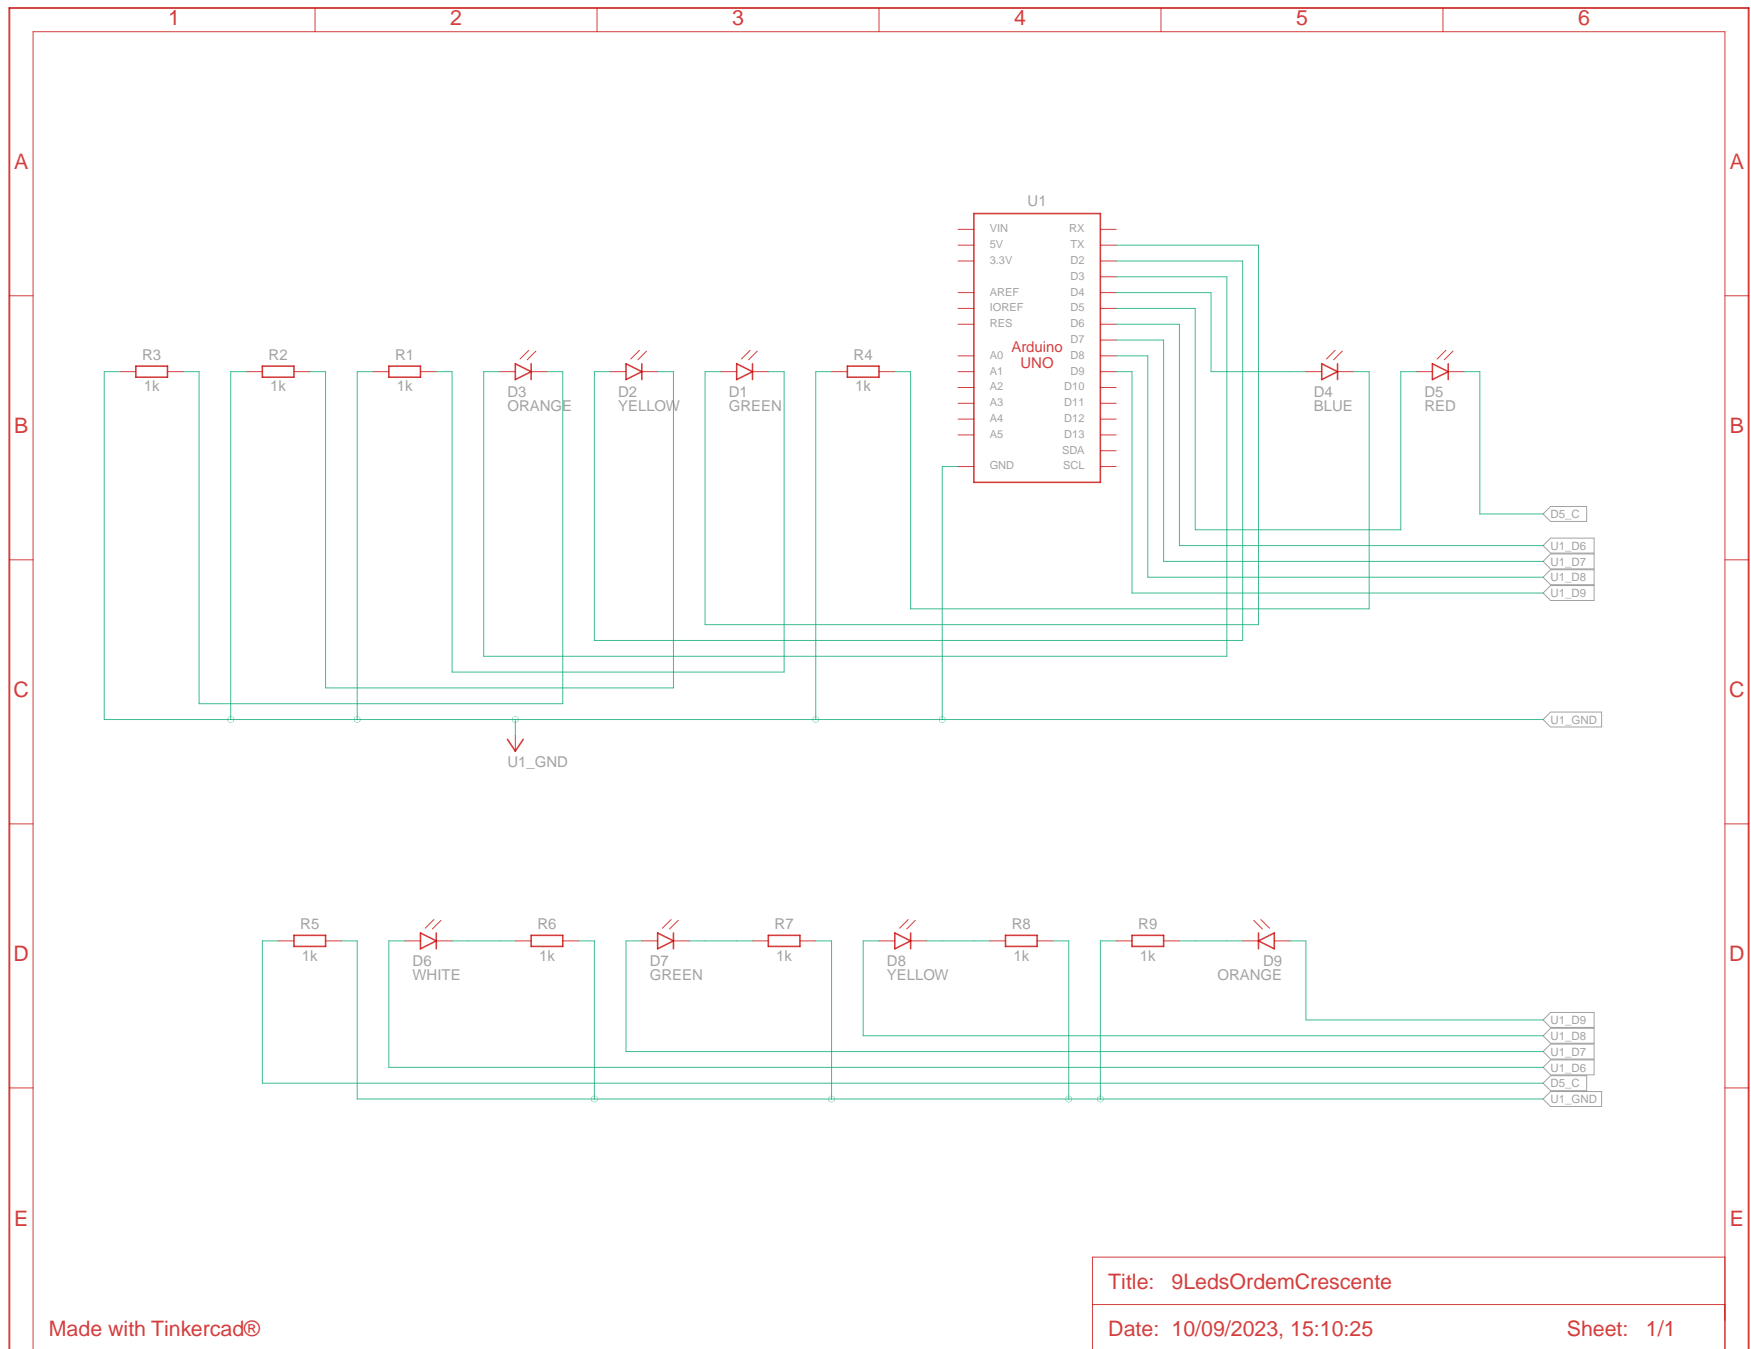 1 2 3 4 5 6
A A
U1
VIN RX
5V TX
3.3V D2
D3
AREF D4
IOREF D5
RES D6
D7
Arduino
UNO
A0 D8
A1 D9
A2 D10
A3 D11
A4 D12
A5 D13
SDA
GND SCL
R3 R2 R1 R4
1k 1k 1k 1k
D3 D2 D1 D4 D5
ORANGE YELLOW GREEN BLUE RED
B B
D5_C
U1_D6
U1_D7
U1_D8
U1_D9
C C
U1_GND
U1_GND
R5 R6 R7 R8 R9
D D
1k 1k 1k 1k 1k
D6 D7 D8 D9
WHITE GREEN YELLOW ORANGE
U1_D9
U1_D8
U1_D7
U1_D6
D5_C
U1_GND
E E
Title: 9LedsOrdemCrescente
Made with Tinkercad®
Date: 10/09/2023, 15:10:25 Sheet: 1/1